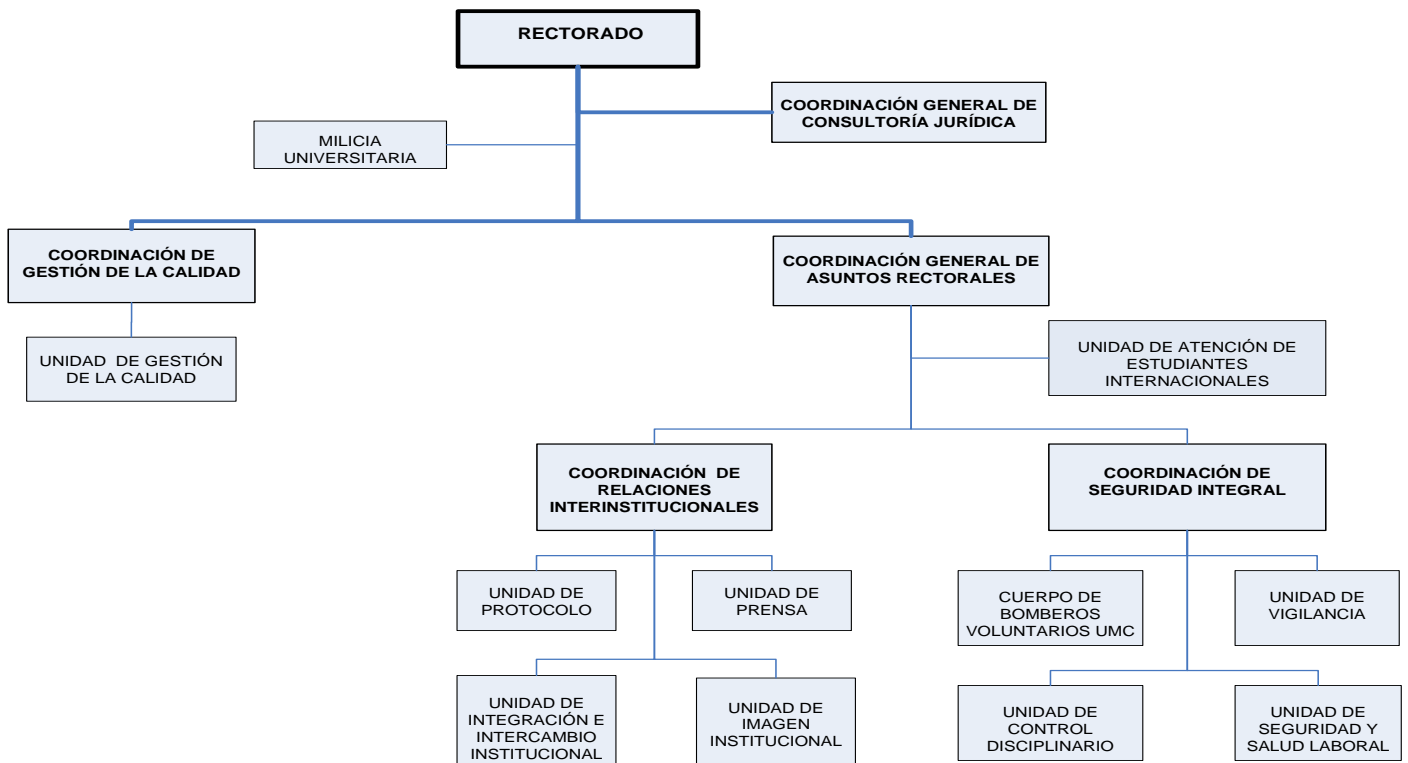 RECTORADO
COORDINACIÓN GENERAL DE
CONSULTORÍA JURÍDICA
MILICIA
UNIVERSITARIA
COORDINACIÓN DE
GESTIÓN DE LA CALIDAD
COORDINACIÓN GENERAL DE
ASUNTOS RECTORALES
UNIDAD DE GESTIÓN
DE LA CALIDAD
UNIDAD DE ATENCIÓN DE
ESTUDIANTES
INTERNACIONALES
COORDINACIÓN DE
RELACIONES
INTERINSTITUCIONALES
COORDINACIÓN DE
SEGURIDAD INTEGRAL
UNIDAD DE
PROTOCOLO
UNIDAD DE
PRENSA
CUERPO DE
BOMBEROS
VOLUNTARIOS UMC
UNIDAD DE
VIGILANCIA
UNIDAD DE
INTEGRACIÓN E
INTERCAMBIO
INSTITUCIONAL
UNIDAD DE
IMAGEN
INSTITUCIONAL
UNIDAD DE
CONTROL
DISCIPLINARIO
UNIDAD DE
SEGURIDAD Y
SALUD LABORAL